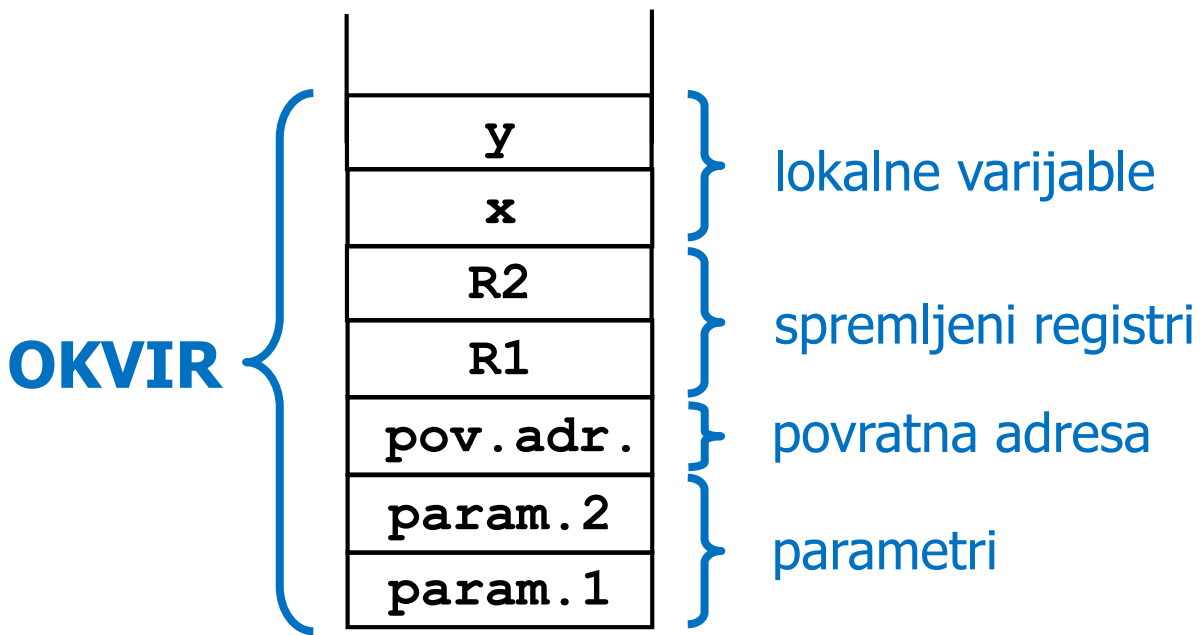 y
x
R2
R1
pov.adr.
param.2
param.1
OKVIR
lokalne varijable
spremljeni registri
povratna adresa
parametri